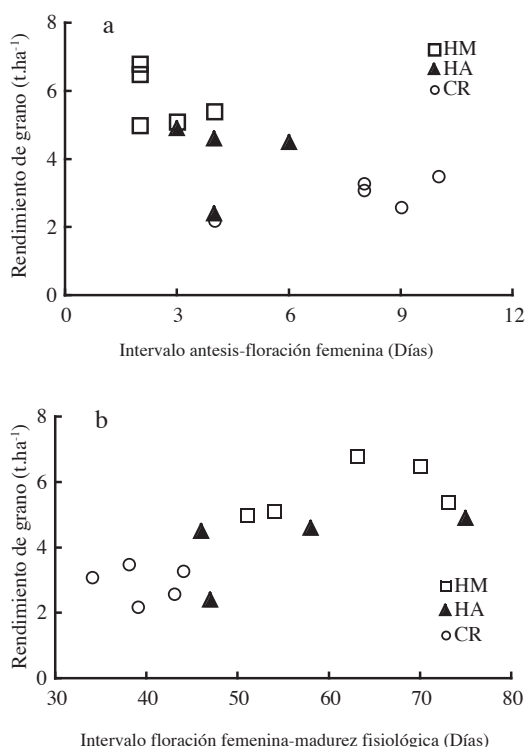 a
8
6
4
2
0
Rendimiento de grano (t.ha⁻¹)
HM
HA
CR
0 3 6 9 12
Intervalo antesis-floración femenina (Días)
b
8
6
4
2
0
Rendimiento de grano (t.ha⁻¹)
HM
HA
CR
30 40 50 60 70 80
Intervalo floración femenina-madurez fisiológica (Días)